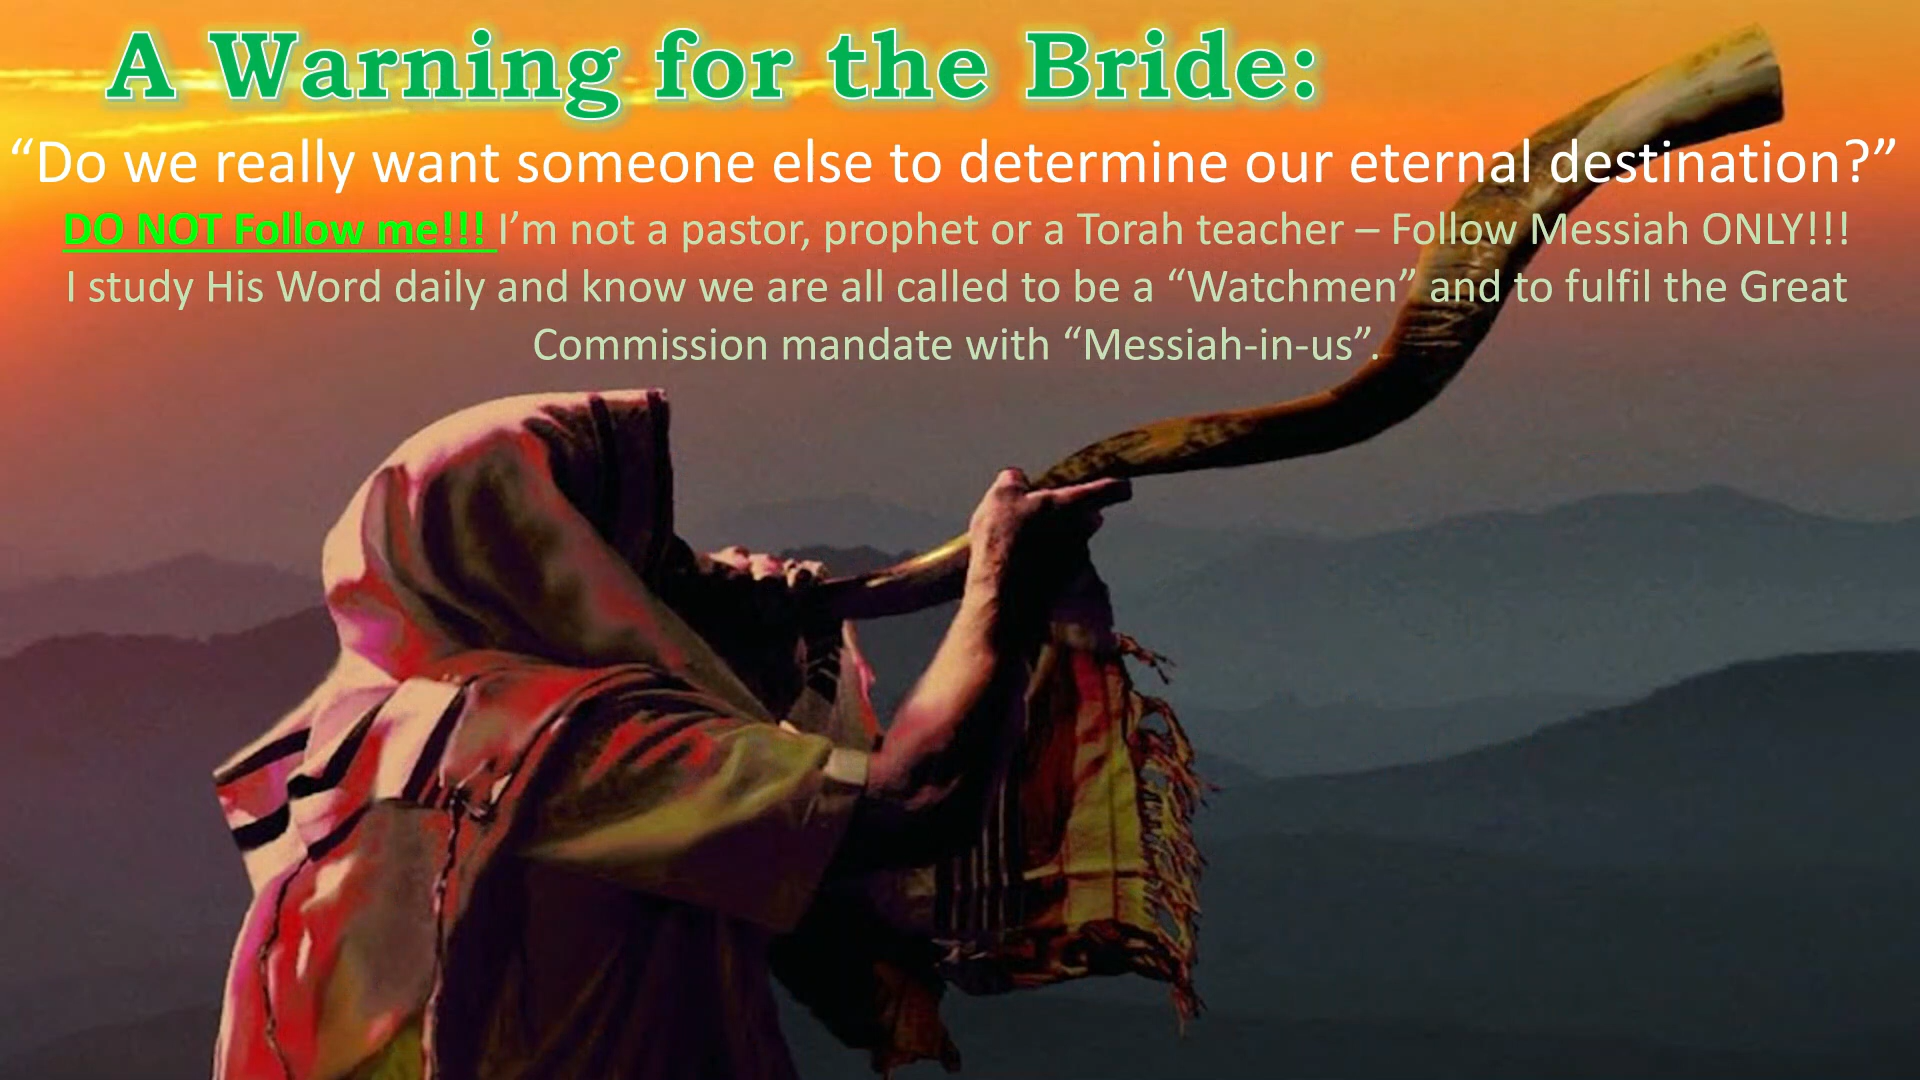 A Warning for the Bride:
“Do we really want someone else to determine our eternal destination?”
DO NOT Follow me!!! I’m not a pastor, prophet or a Torah teacher – Follow Messiah ONLY!!!
I study His Word daily and know we are all called to be a “Watchmen” and to fulfil the Great
Commission mandate with “Messiah-in-us”.